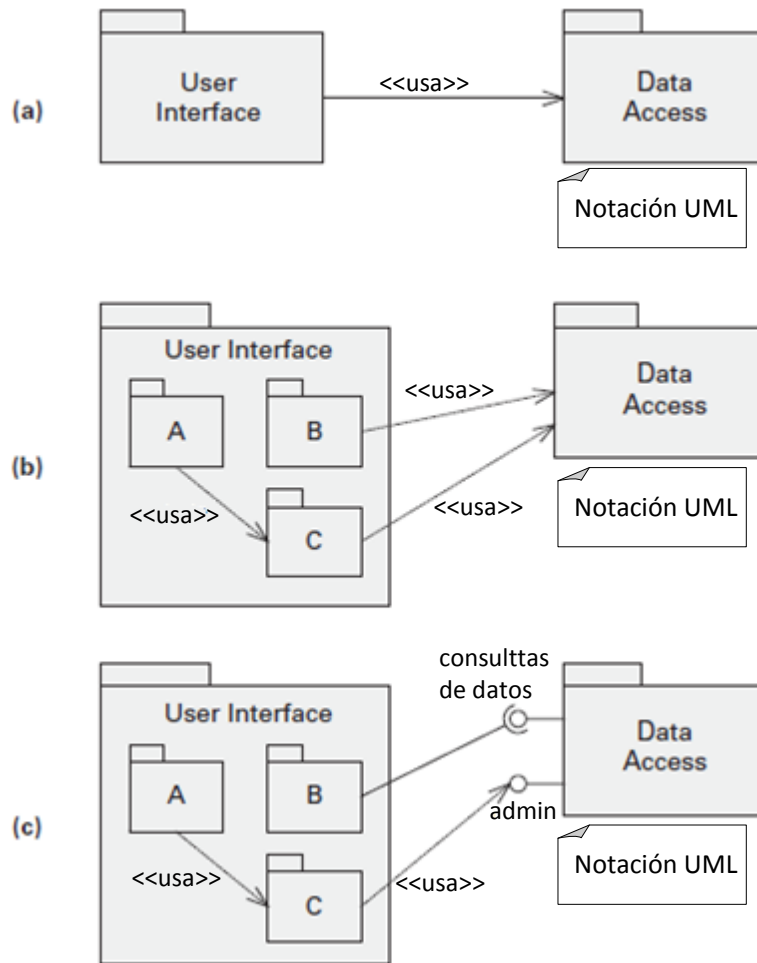 (a)
User
Interface
<<usa>>
Data
Access
Notación UML
(b)
User Interface
A
B
C
<<usa>>
<<usa>>
<<usa>>
Data
Access
Notación UML
(c)
User Interface
A
B
C
<<usa>>
<<usa>>
consulttas
de datos
admin
Data
Access
Notación UML